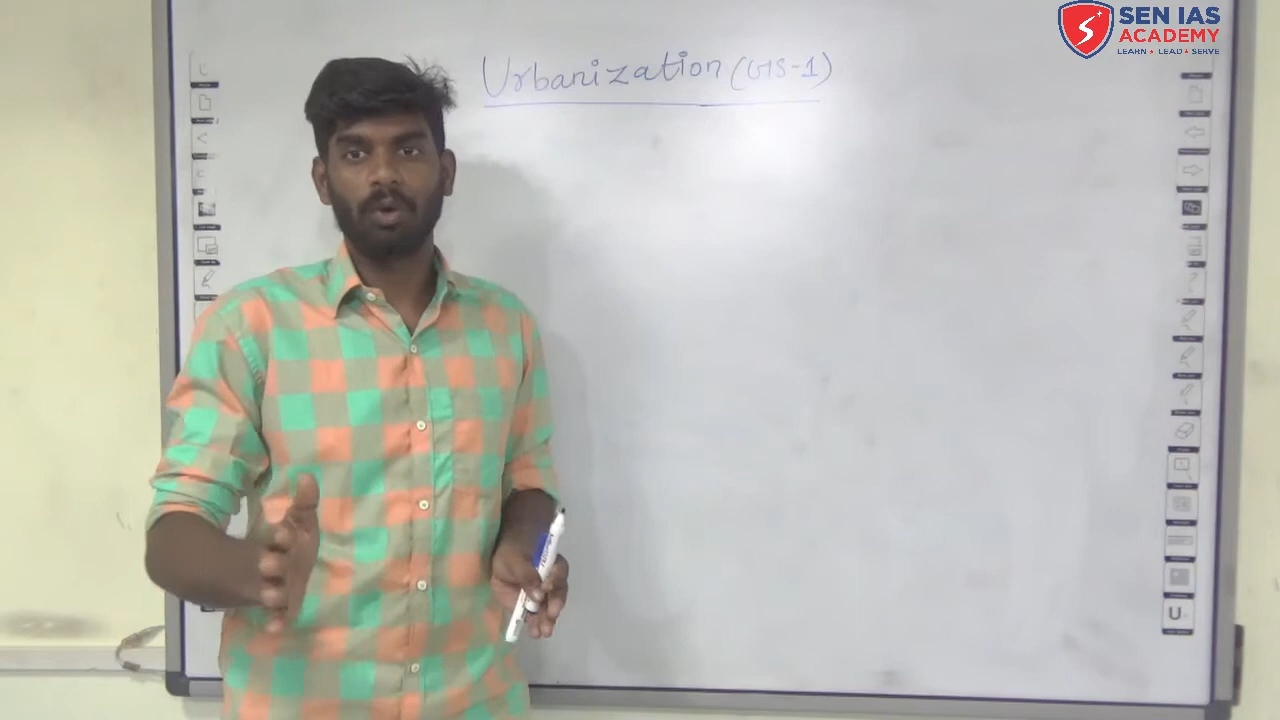 Urbanization (GS-1)
SEN IAS
ACADEMY
LEARN ★ LEAD ★ SERVE
U